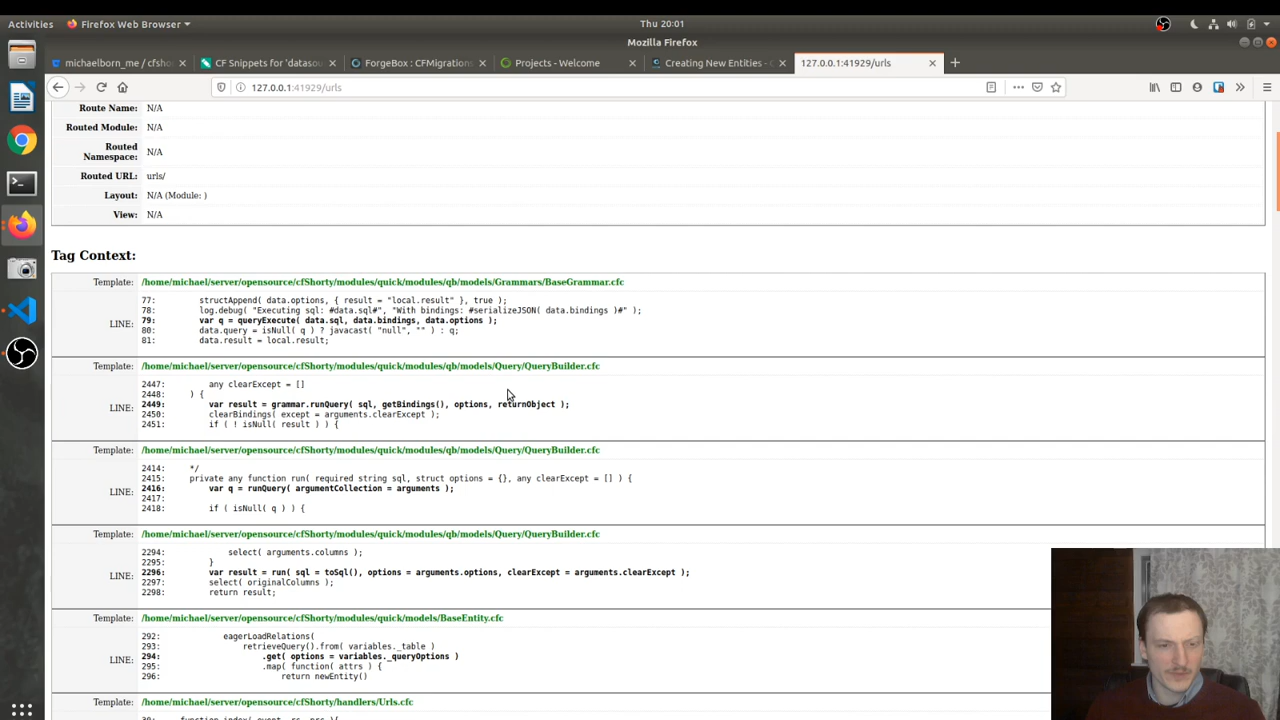 Activities
Firefox Web Browser
Thu 20:01
Mozilla Firefox
michaelborn_me / cfsho
CF Snippets for 'datasou
ForgeBox : CFMigrations
Projects - Welcome
Creating New Entities -
127.0.0.1:41929/urls
127.0.0.1:41929/urls
Route Name: N/A
Routed Module: N/A
Routed Namespace: N/A
Routed URL: urls/
Layout: N/A (Module: )
View: N/A
Tag Context:
Template: /home/michael/server/opensource/cfShorty/modules/quick/modules/qb/models/Grammars/BaseGrammar.cfc
LINE:
77: structAppend( data.options, { result = "local.result" }, true );
78: log.debug( "Executing sql: #data.sql#", "With bindings: #serializeJSON( data.bindings )#" );
79: var q = queryExecute( data.sql, data.bindings, data.options );
80: data.query = isNull( q ) ? javacast( "null", "" ) : q;
81: data.result = local.result;
Template: /home/michael/server/opensource/cfShorty/modules/quick/modules/qb/models/Query/QueryBuilder.cfc
LINE:
2447: any clearExcept = []
2448: ) {
2449: var result = grammar.runQuery( sql, getBindings(), options, returnObject );
2450: clearBindings( except = arguments.clearExcept );
2451: if ( ! isNull( result ) ) {
Template: /home/michael/server/opensource/cfShorty/modules/quick/modules/qb/models/Query/QueryBuilder.cfc
LINE:
2414: */
2415: private any function run( required string sql, struct options = {}, any clearExcept = [] ) {
2416: var q = runQuery( argumentCollection = arguments );
2417:
2418: if ( isNull( q ) ) {
Template: /home/michael/server/opensource/cfShorty/modules/quick/modules/qb/models/Query/QueryBuilder.cfc
LINE:
2294: select( arguments.columns );
2295: }
2296: var result = run( sql = toSql(), options = arguments.options, clearExcept = arguments.clearExcept );
2297: select( originalColumns );
2298: return result;
Template: /home/michael/server/opensource/cfShorty/modules/quick/models/BaseEntity.cfc
LINE:
292: eagerLoadRelations(
293: retrieveQuery().from( variables._table )
294: .get( options = variables._queryOptions )
295: .map( function( attrs ) {
296: return newEntity()
Template: /home/michael/server/opensource/cfShorty/handlers/Urls.cfc
function index( event, rc, prc ){